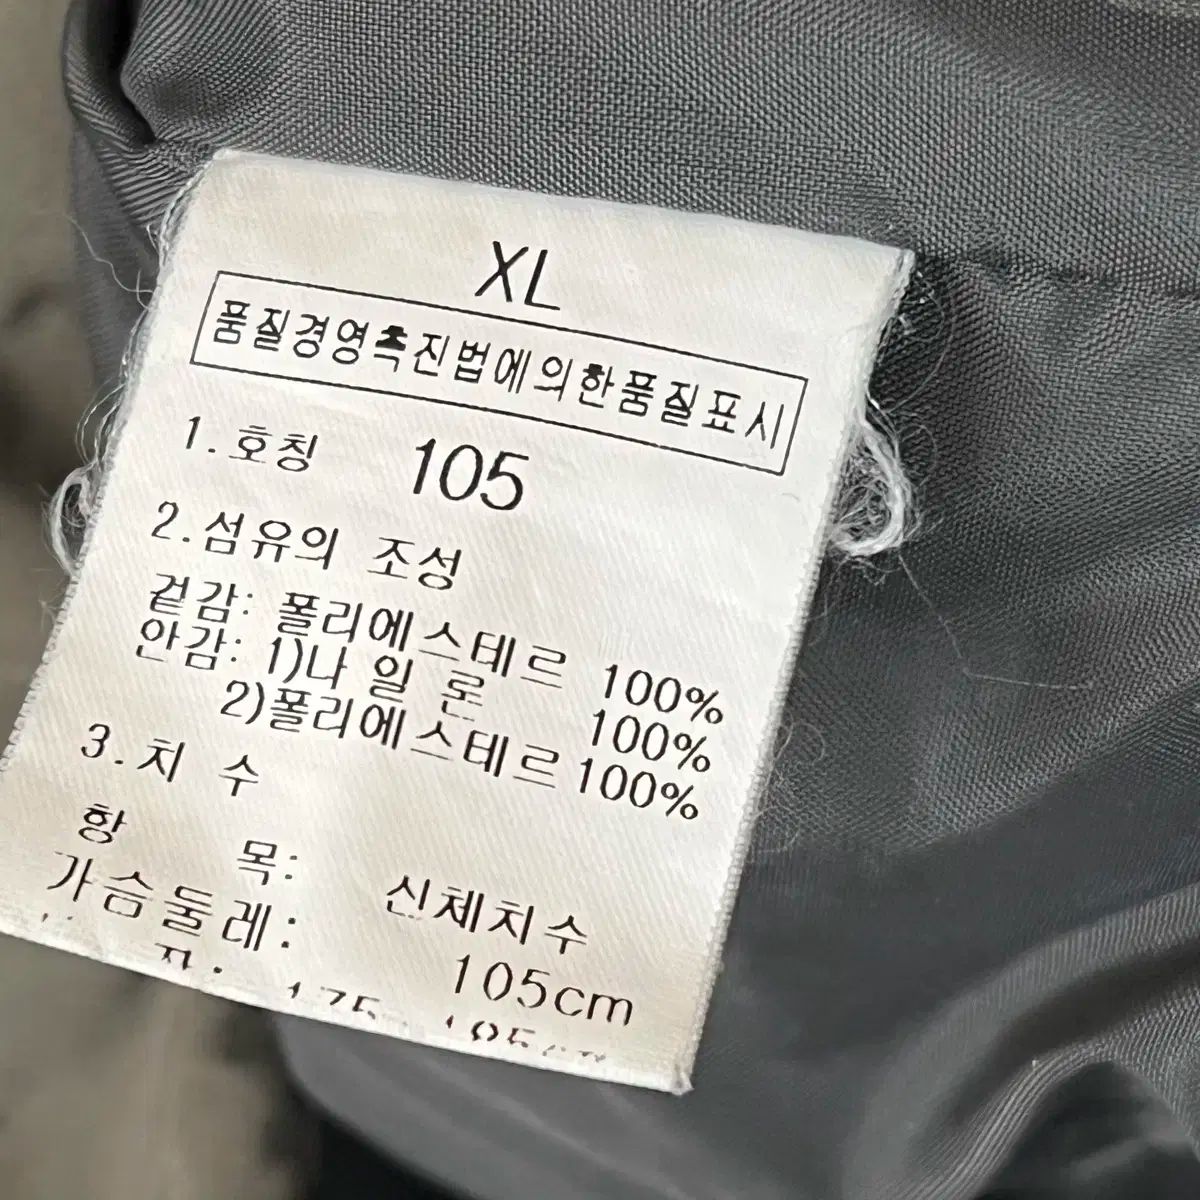 XL
품질경영촉진법에의한품질표시
1.호칭 105
2.섬유의 조성
겉감: 폴리에스테르 100%
안감: 1)나 일 론 100%
2)폴리에스테르100%
3.치 수
항 목: 신체치수
가슴둘레: 105cm